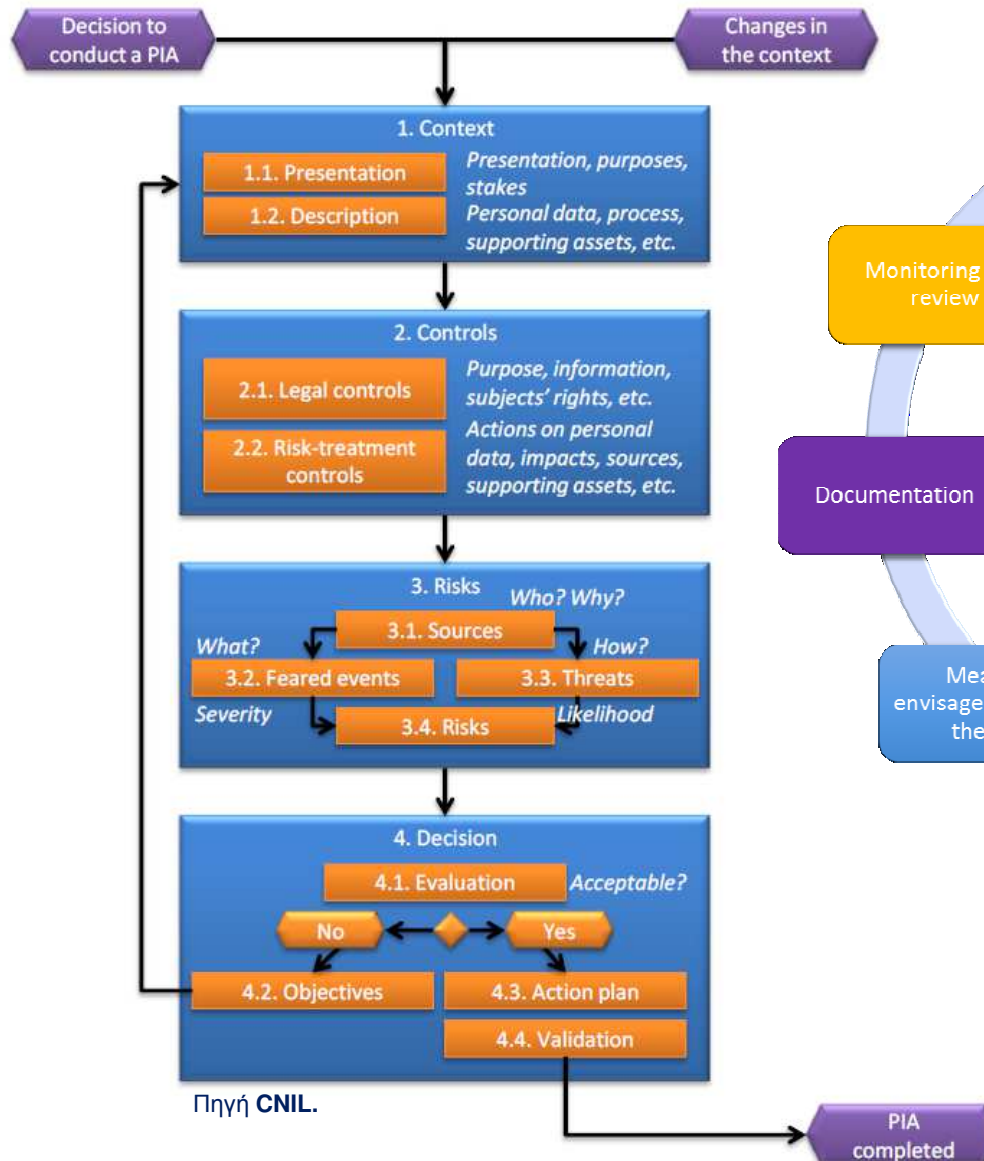 Decision to
conduct a PIA
Changes in
the context
1. Context
1.1. Presentation
Presentation, purposes,
stakes
1.2. Description
Personal data, process,
supporting assets, etc.
2. Controls
2.1. Legal controls
Purpose, information,
subjects' rights, etc.
2.2. Risk-treatment
controls
Actions on personal
data, impacts, sources,
supporting assets, etc.
3. Risks
Who? Why?
3.1. Sources
What?
How?
3.2. Feared events
3.3. Threats
Severity
Likelihood
3.4. Risks
4. Decision
4.1. Evaluation
Acceptable?
No
Yes
4.2. Objectives
4.3. Action plan
4.4. Validation
Πηγή CNIL.
PIA
completed
Monitoring
review
Documentation
Mea
envisage
the